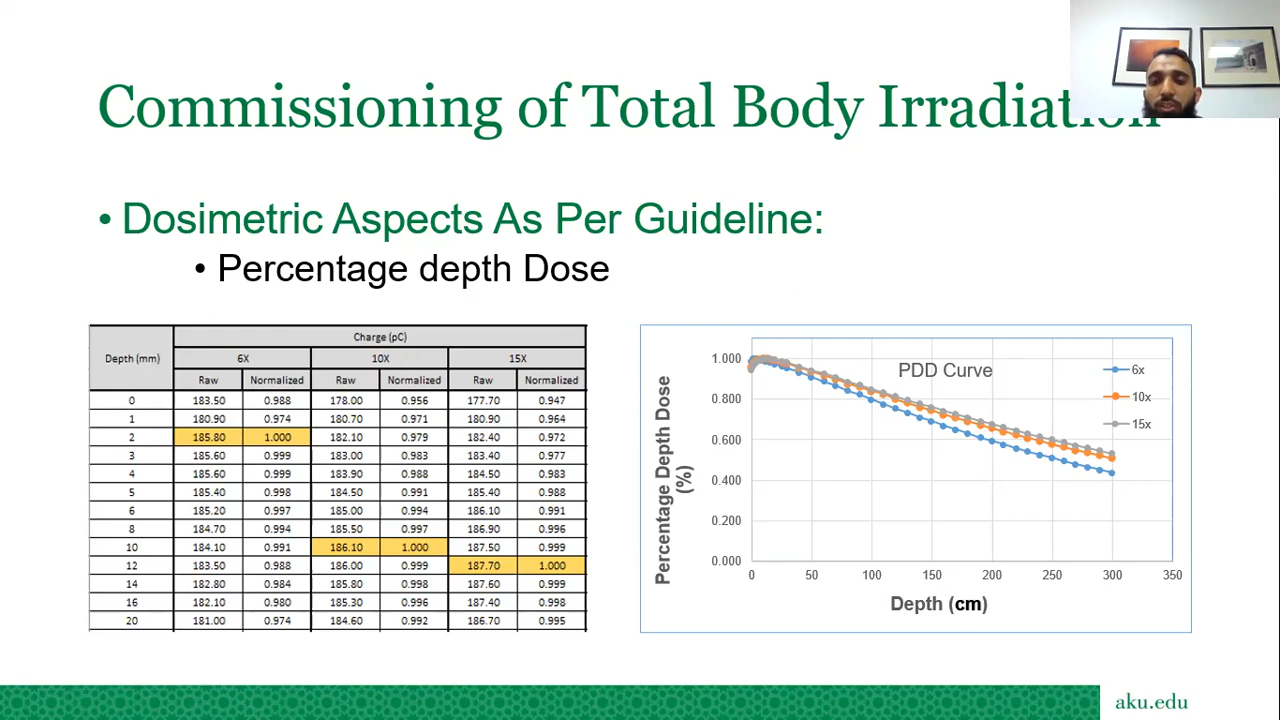 Commissioning of Total Body Irradiation
• Dosimetric Aspects As Per Guideline:
• Percentage depth Dose
Depth (mm) Charge (pC)
6X 10X 15X
Raw Normalized Raw Normalized Raw Normalized
0 183.50 0.988 178.00 0.956 177.70 0.947
1 180.90 0.974 180.70 0.971 180.90 0.964
2 185.80 1.000 182.10 0.979 182.40 0.972
3 185.60 0.999 183.00 0.983 183.40 0.977
4 185.60 0.999 183.90 0.988 184.50 0.983
5 185.40 0.998 184.50 0.991 185.40 0.988
6 185.20 0.997 185.00 0.994 186.10 0.991
8 184.70 0.994 185.50 0.997 186.90 0.996
10 184.10 0.991 186.10 1.000 187.50 0.999
12 183.50 0.988 186.00 0.999 187.70 1.000
14 182.80 0.984 185.80 0.998 187.60 0.999
16 182.10 0.980 185.30 0.996 187.40 0.998
20 181.00 0.974 184.60 0.992 186.70 0.995
PDD Curve
Percentage Depth Dose
(%)
1.000
0.800
0.600
0.400
0.200
0.000
0 50 100 150 200 250 300 350
Depth (cm)
6x
10x
15x
aku.edu